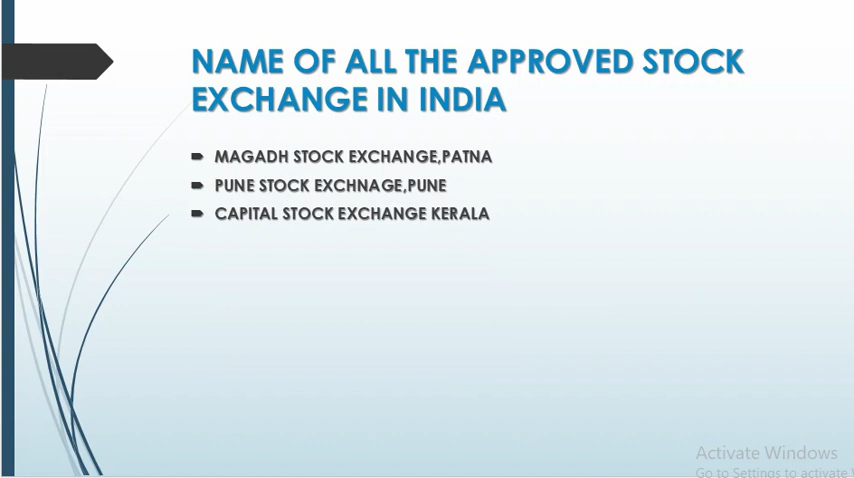 NAME OF ALL THE APPROVED STOCK
EXCHANGE IN INDIA
MAGADH STOCK EXCHANGE,PATNA
PUNE STOCK EXCHNAGE,PUNE
CAPITAL STOCK EXCHANGE KERALA
Activate Windows
Go to Settings to activate